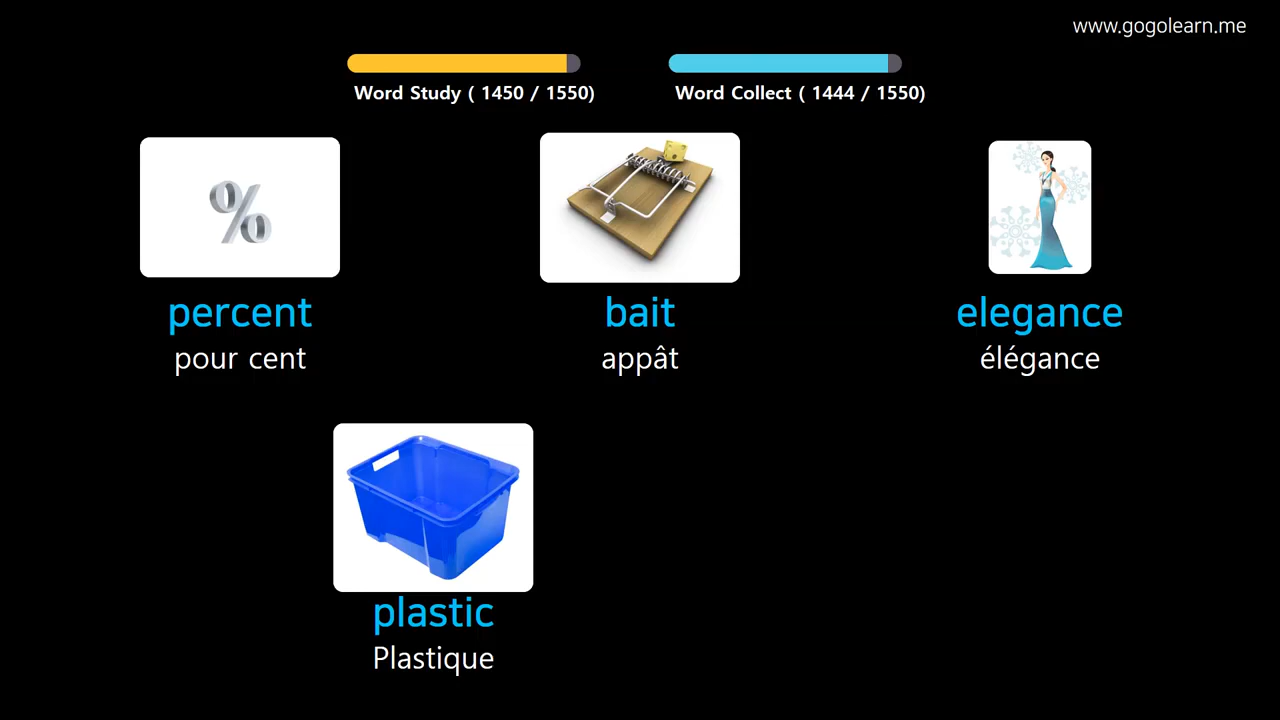 www.gogolearn.me
Word Study ( 1450 / 1550)
Word Collect ( 1444 / 1550)
%
percent
pour cent
bait
appât
elegance
élégance
plastic
Plastique